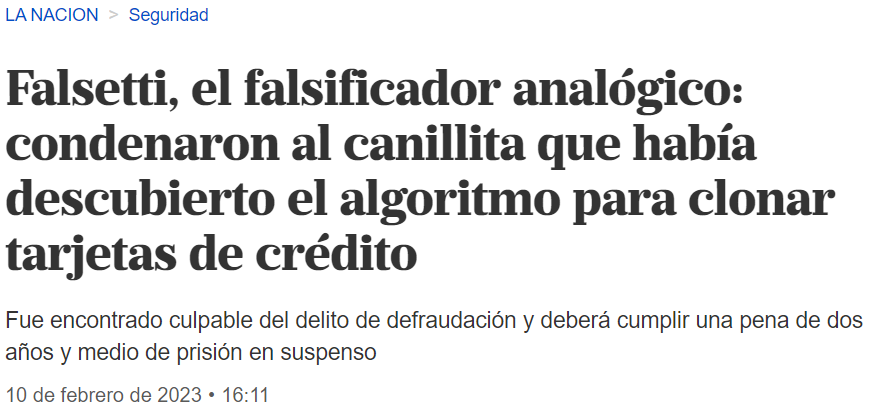 LA NACION > Seguridad
Falsetti, el falsificador analógico:
condenaron al canillita que había
descubierto el algoritmo para clonar
tarjetas de crédito
Fue encontrado culpable del delito de defraudación y deberá cumplir una pena de dos
años y medio de prisión en suspenso
10 de febrero de 2023 • 16:11